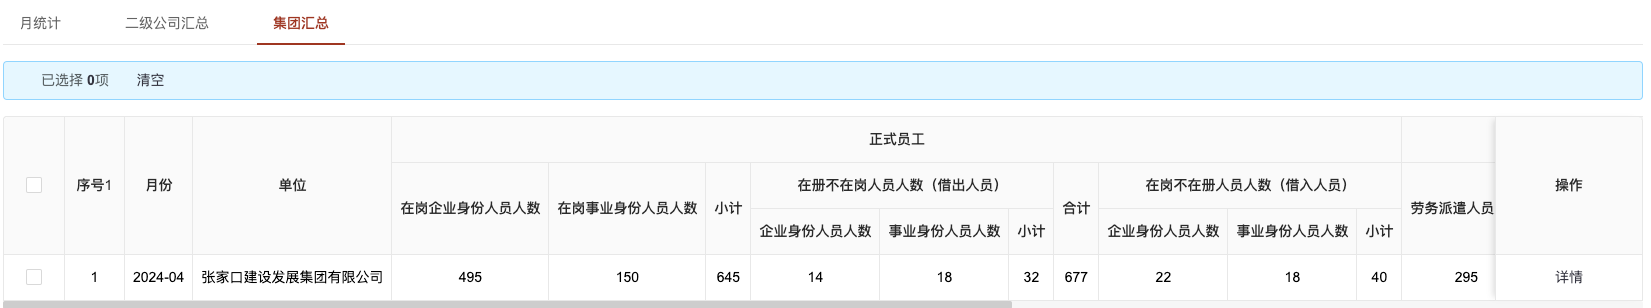 月统计 二级公司汇总 集团汇总
已选择 0项 清空
正式员工
序号1 月份 单位 在岗企业身份人员人数 在岗事业身份人员人数 小计 在册不在岗人员人数（借出人员） 合计 在岗不在册人员人数（借入人员） 劳务派遣人员 操作
企业身份人员人数 事业身份人员人数 小计 企业身份人员人数 事业身份人员人数 小计
1 2024-04 张家口建设发展集团有限公司 495 150 645 14 18 32 677 22 18 40 295 详情